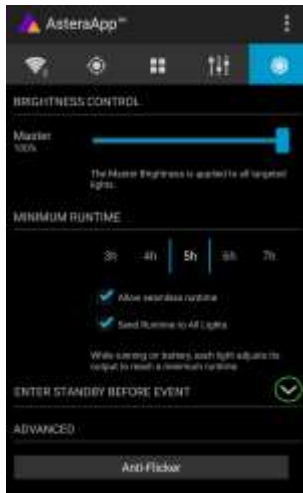 AsteraApp™
BRIGHTNESS CONTROL
Master
100%
The Master Brightness is applied to all targeted
lights.
MINIMUM RUNTIME
3h 4h 5h 6h 7h
Allow seamless runtime
Send Runtime to All Lights
While running on battery, each light adjusts its
output to reach a minimum runtime.
ENTER STANDBY BEFORE EVENT
ADVANCED
Anti-Flicker